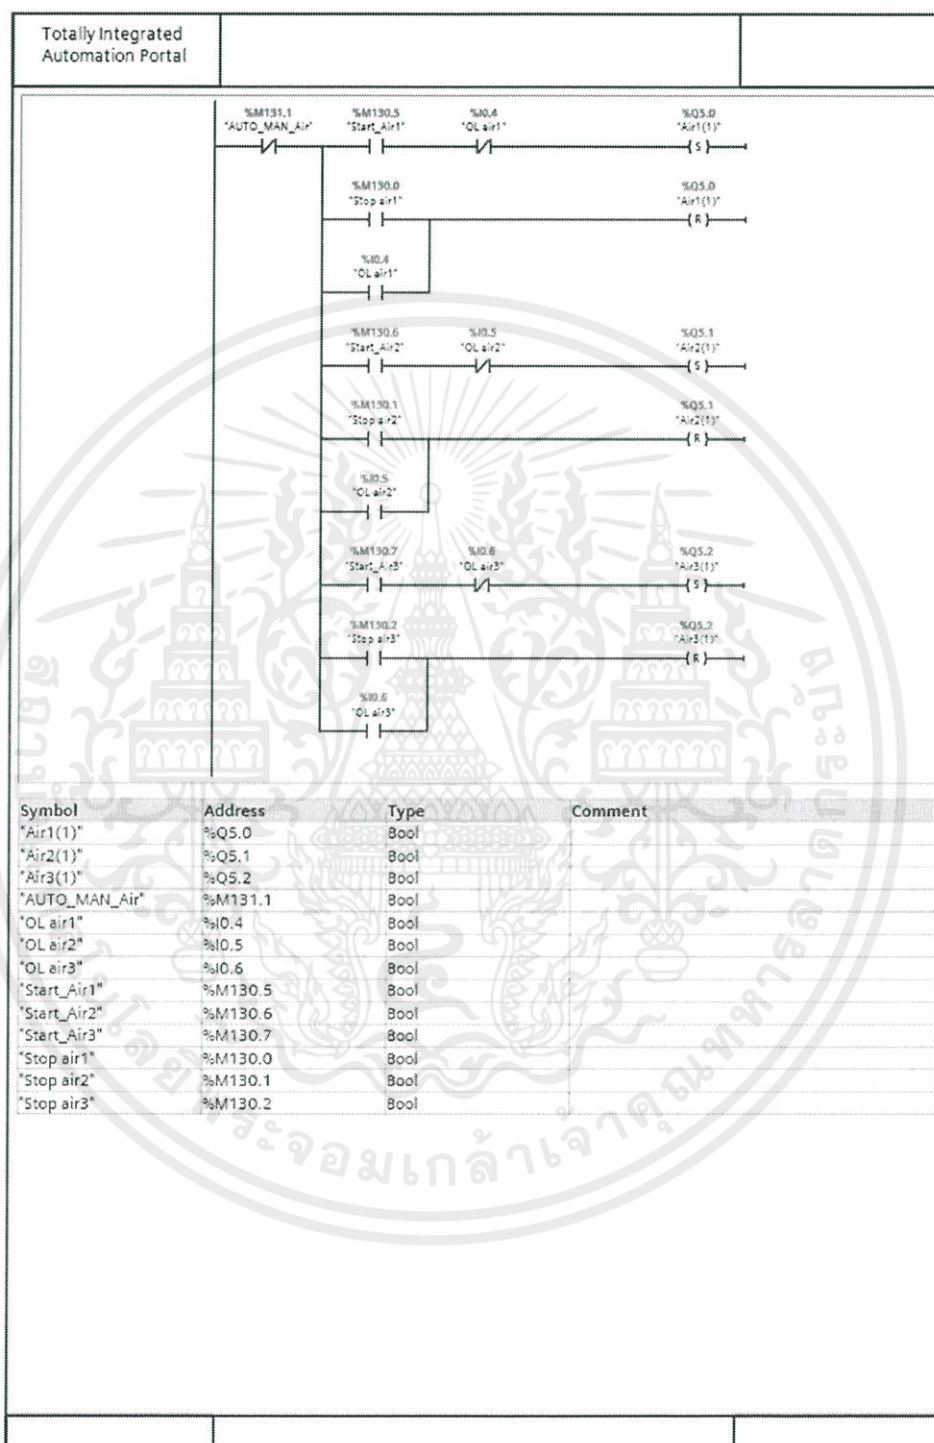 Totally Integrated
Automation Portal
%M131.1 %M130.5 %I0.4 %Q5.0
"AUTO_MAN_Air" "Start_Air1" "OL air1" "Air1(1)"
S
%M130.0 %Q5.0
"Stop air1" "Air1(1)"
R
%I0.4
"OL air1"
%M130.6 %I0.5 %Q5.1
"Start_Air2" "OL air2" "Air2(1)"
S
%M130.1 %Q5.1
"Stop air2" "Air2(1)"
R
%I0.5
"OL air2"
%M130.7 %I0.6 %Q5.2
"Start_Air3" "OL air3" "Air3(1)"
S
%M130.2 %Q5.2
"Stop air3" "Air3(1)"
R
%I0.6
"OL air3"
Symbol Address Type Comment
"Air1(1)" %Q5.0 Bool
"Air2(1)" %Q5.1 Bool
"Air3(1)" %Q5.2 Bool
"AUTO_MAN_Air" %M131.1 Bool
"OL air1" %I0.4 Bool
"OL air2" %I0.5 Bool
"OL air3" %I0.6 Bool
"Start_Air1" %M130.5 Bool
"Start_Air2" %M130.6 Bool
"Start_Air3" %M130.7 Bool
"Stop air1" %M130.0 Bool
"Stop air2" %M130.1 Bool
"Stop air3" %M130.2 Bool